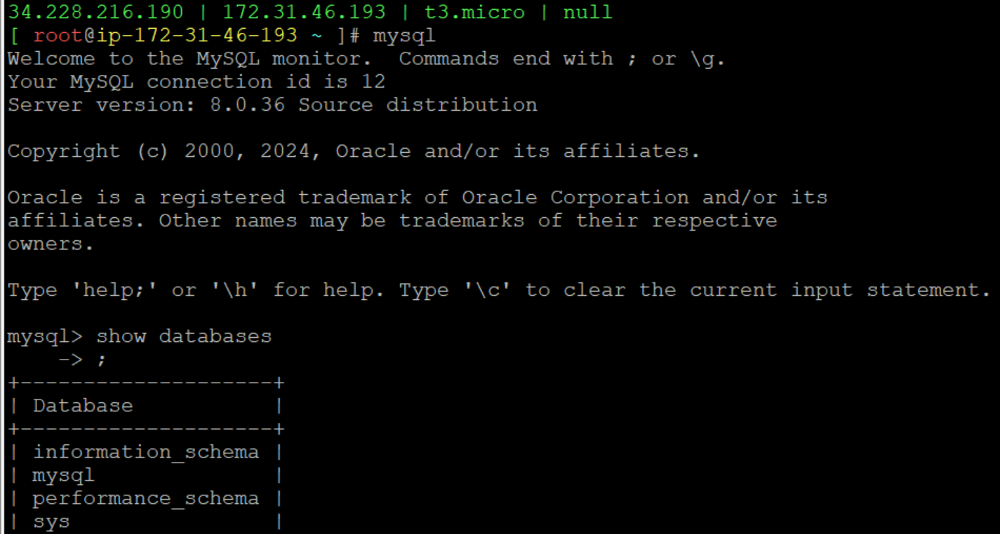 34.228.216.190 | 172.31.46.193 | t3.micro | null
[ root@ip-172-31-46-193 ~ ]# mysql
Welcome to the MySQL monitor.  Commands end with ; or \g.
Your MySQL connection id is 12
Server version: 8.0.36 Source distribution

Copyright (c) 2000, 2024, Oracle and/or its affiliates.

Oracle is a registered trademark of Oracle Corporation and/or its
affiliates. Other names may be trademarks of their respective
owners.

Type 'help;' or '\h' for help. Type '\c' to clear the current input statement.

mysql> show databases
    -> ;
+--------------------+
| Database           |
+--------------------+
| information_schema |
| mysql              |
| performance_schema |
| sys                |